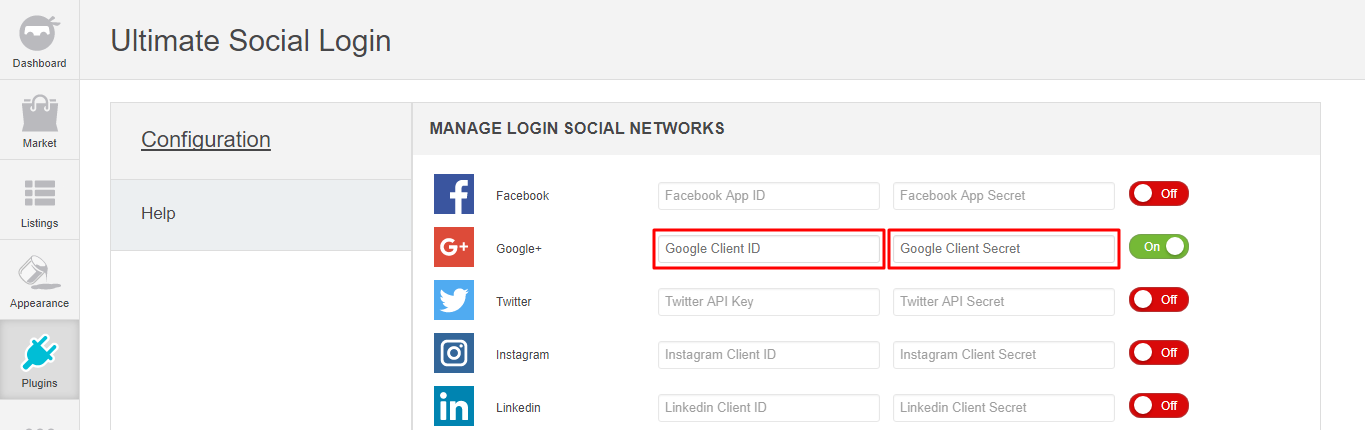 Ultimate Social Login
Dashboard
Market
Listings
Appearance
Plugins
Configuration
Help
MANAGE LOGIN SOCIAL NETWORKS
Facebook Facebook App ID Facebook App Secret Off
G+ Google+ Google Client ID Google Client Secret On
Twitter Twitter API Key Twitter API Secret Off
Instagram Instagram Client ID Instagram Client Secret Off
in Linkedin Linkedin Client ID Linkedin Client Secret Off